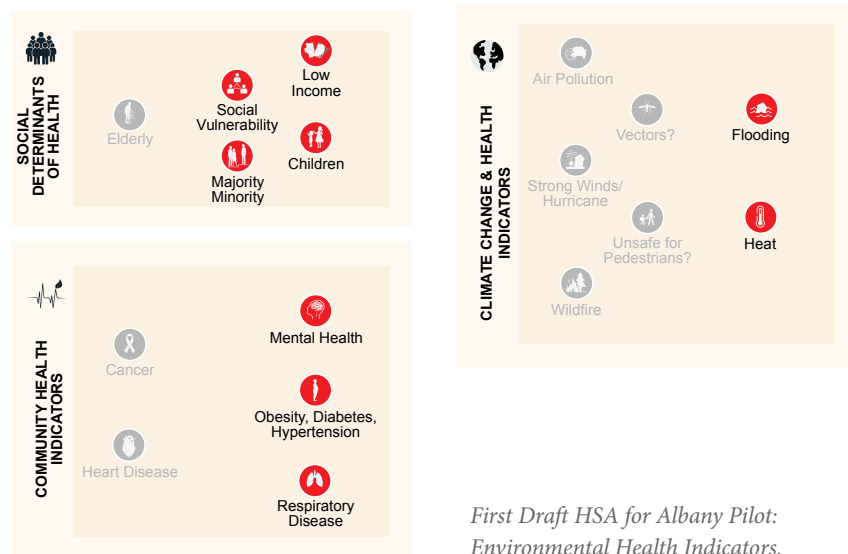 SOCIAL
DETERMINANTS
OF HEALTH
Elderly
Social
Vulnerability
Majority
Minority
Low
Income
Children
COMMUNITY HEALTH
INDICATORS
Cancer
Heart Disease
Mental Health
Obesity, Diabetes,
Hypertension
Respiratory
Disease
CLIMATE CHANGE & HEALTH
INDICATORS
Air Pollution
Vectors?
Strong Winds/
Hurricane
Unsafe for
Pedestrians?
Wildfire
Flooding
Heat
First Draft HSA for Albany Pilot:
Environmental Health Indicators.